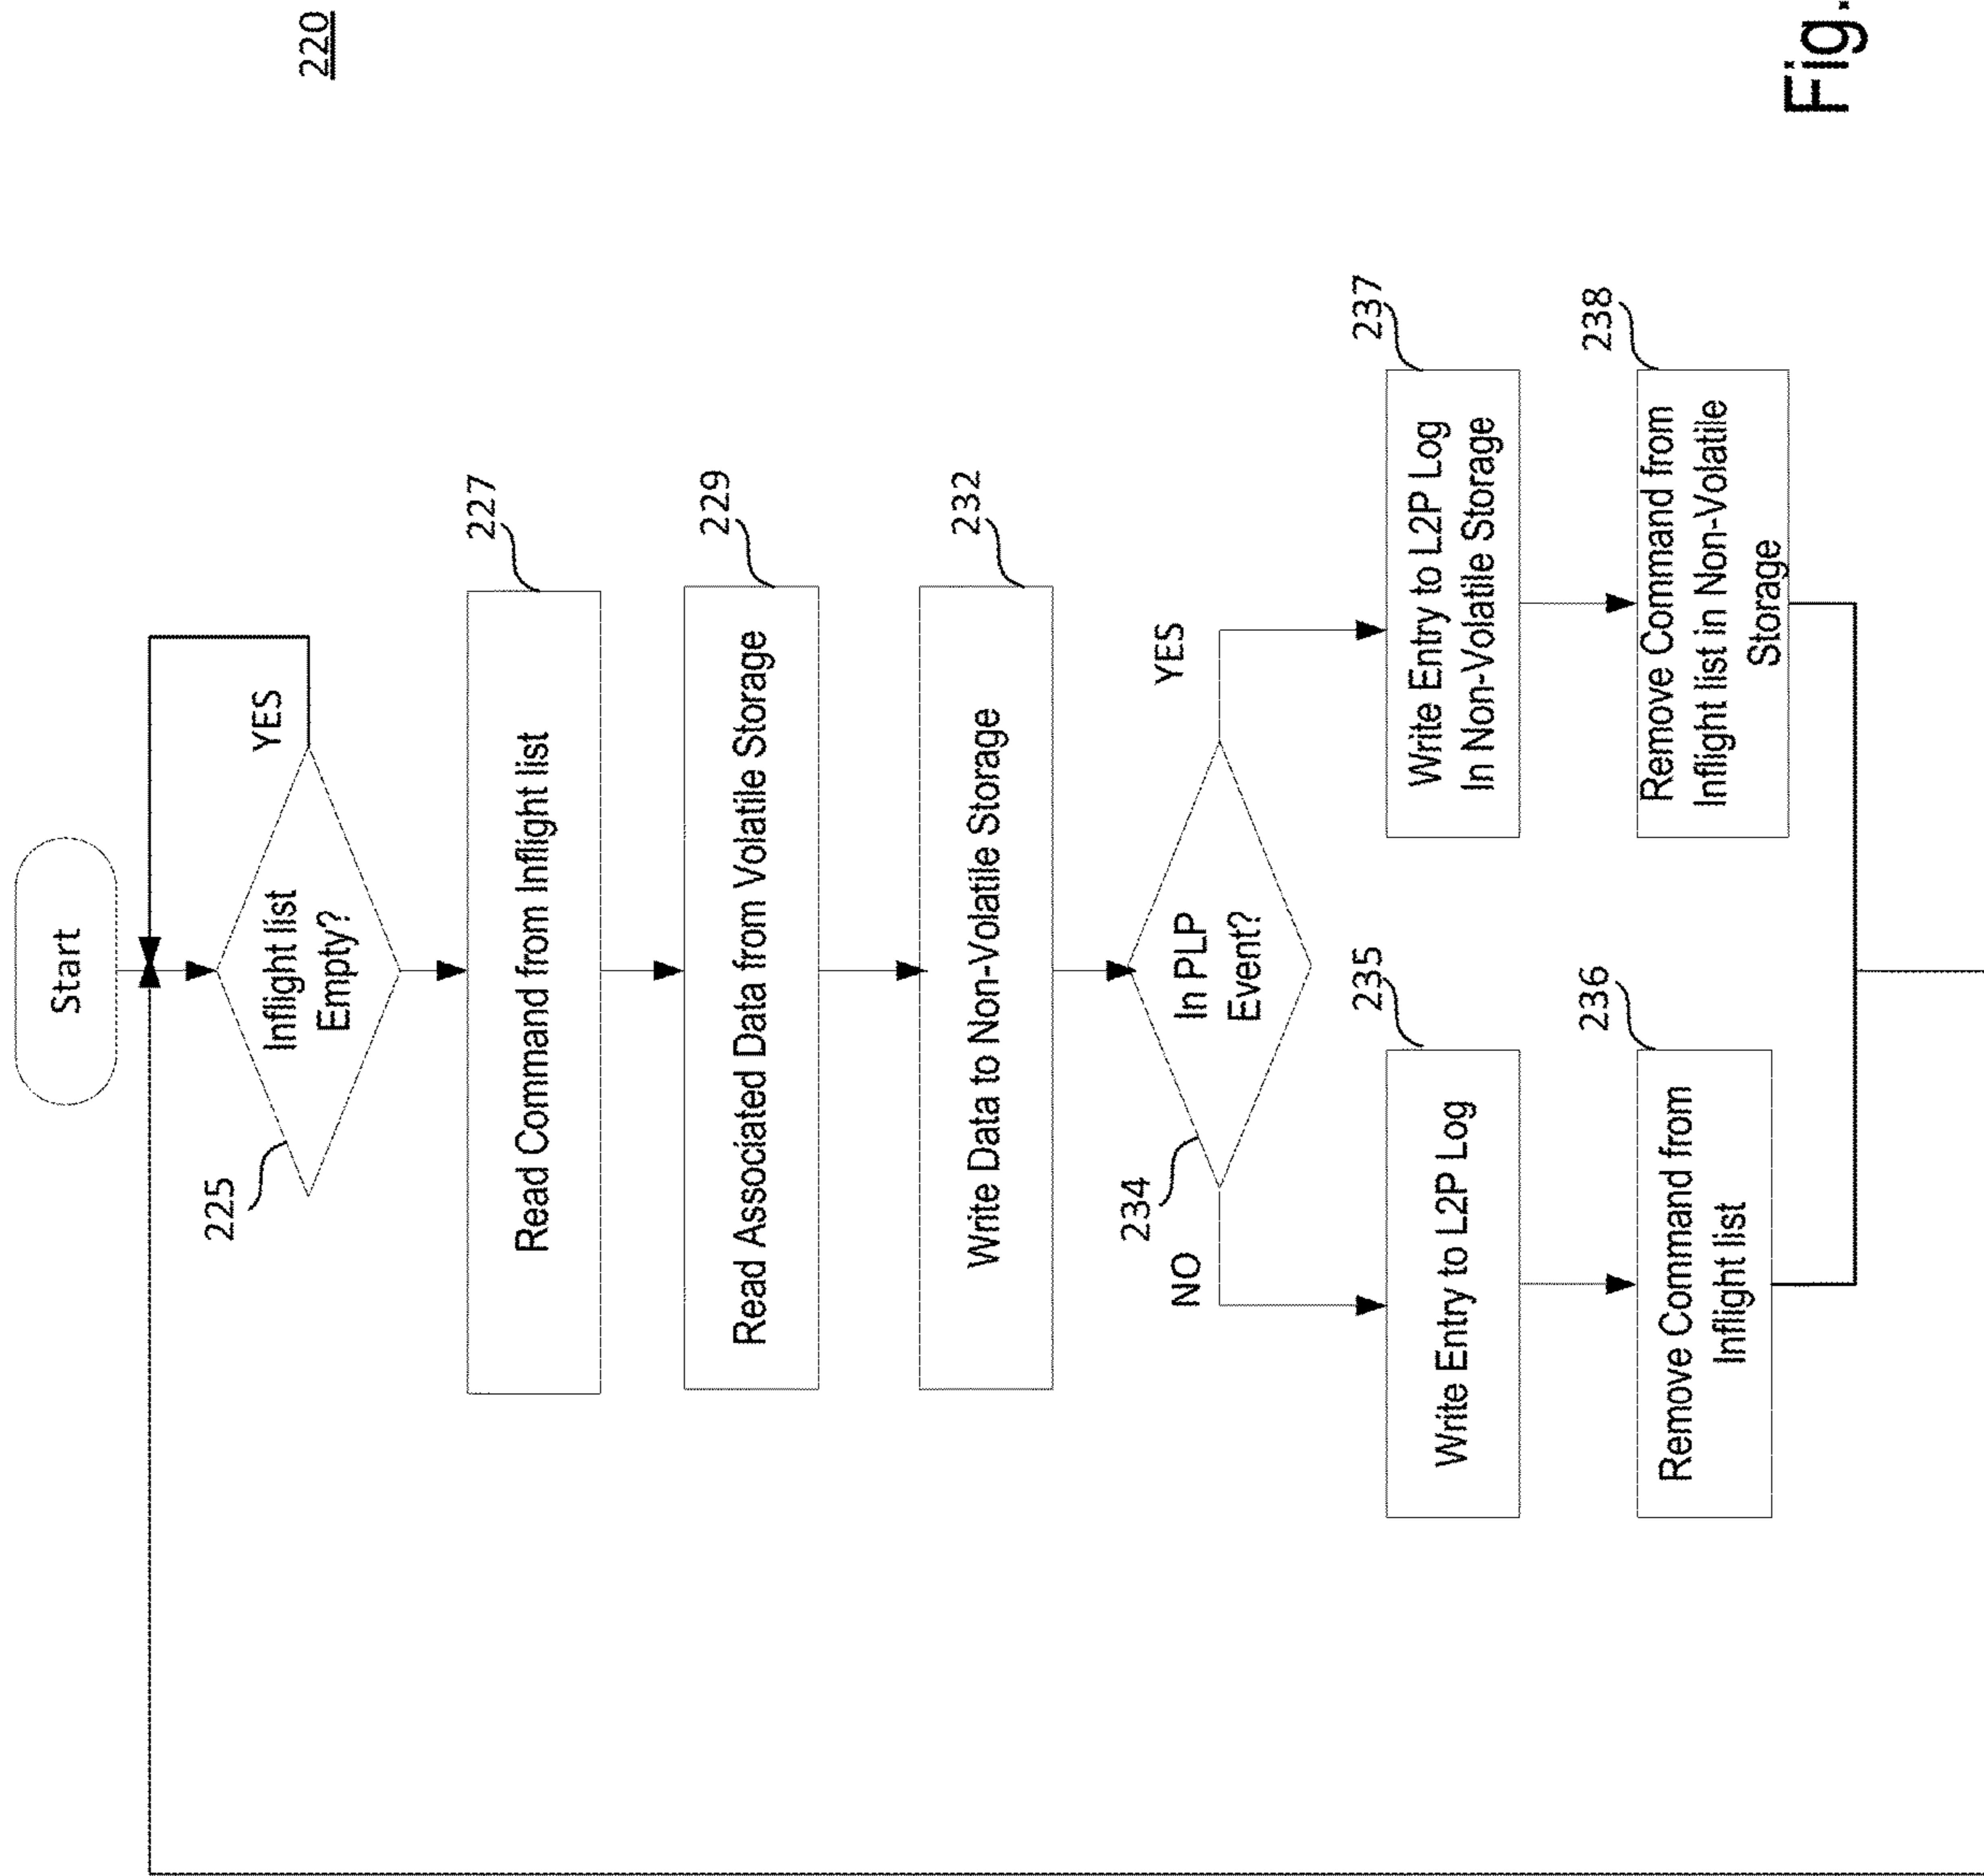 220
Start
Inflight list
Empty?
YES
225
Read Command from Inflight list
227
Read Associated Data from Volatile Storage
229
Write Data to Non-Volatile Storage
232
In PLP
Event?
234
NO
YES
Write Entry to L2P Log
235
Write Entry to L2P Log
In Non-Volatile Storage
237
Remove Command from
Inflight list
236
Remove Command from
Inflight list in Non-Volatile
Storage
238
Fig.